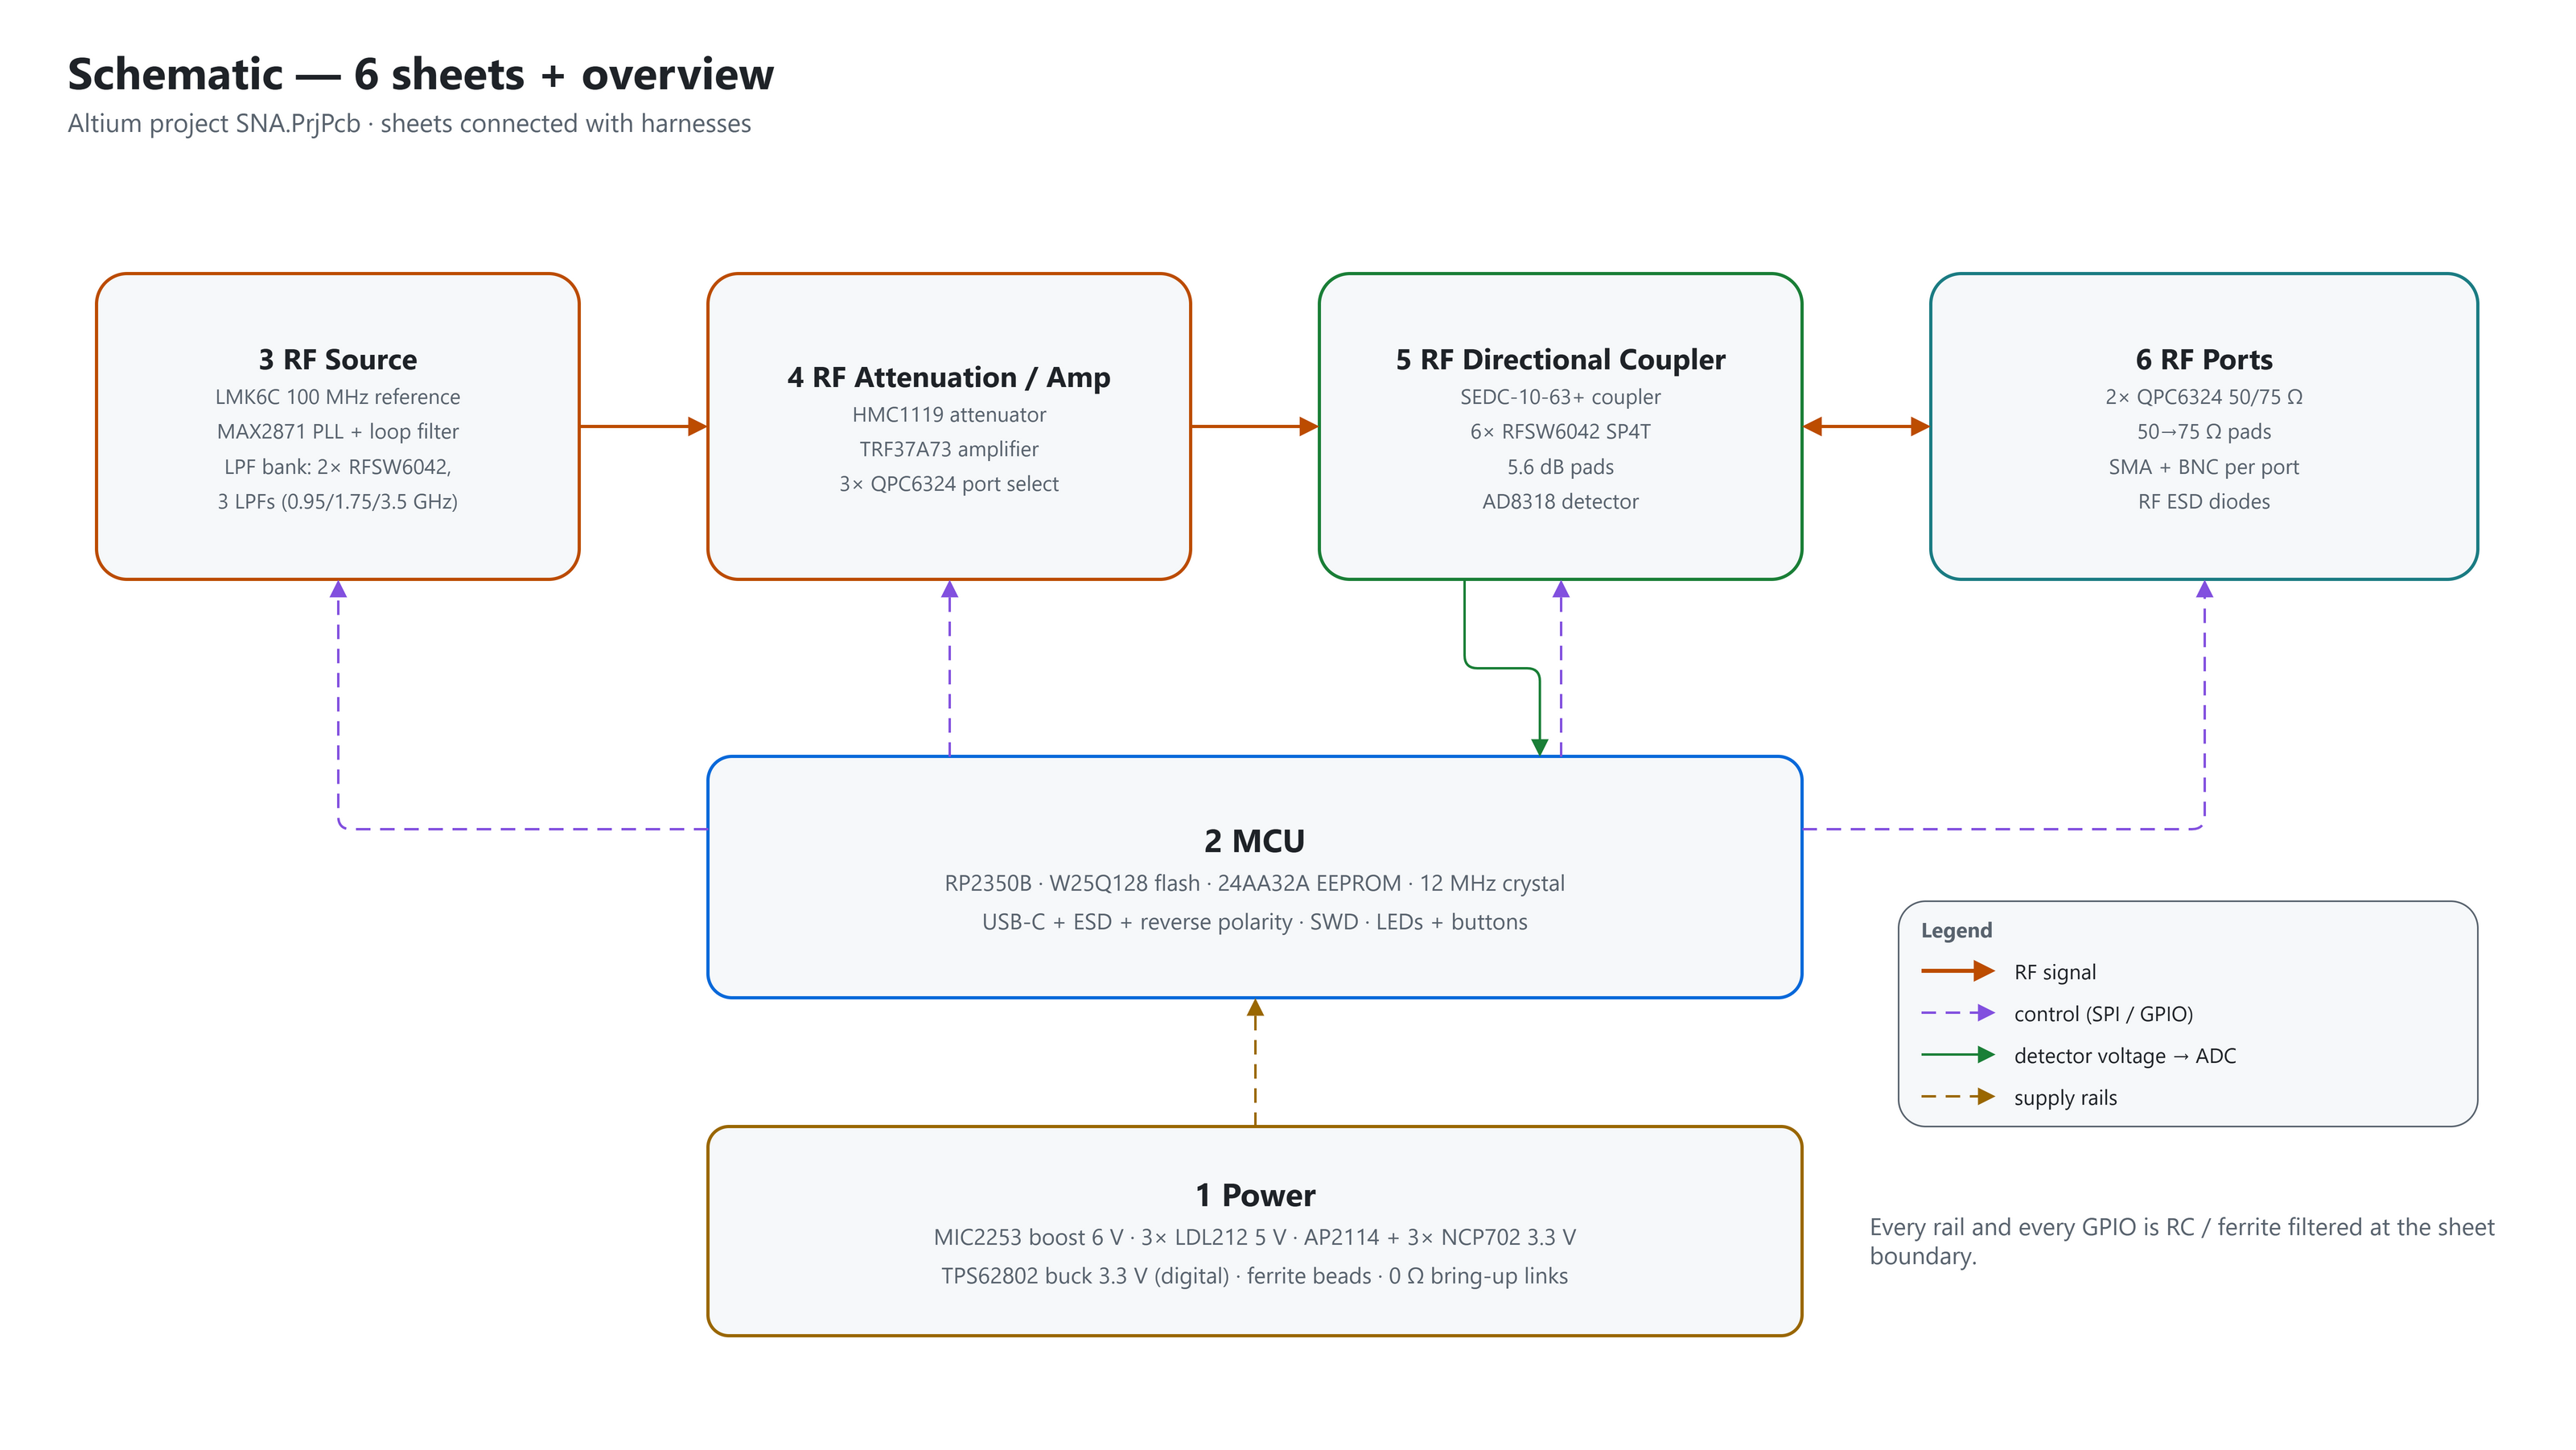 Schematic — 6 sheets + overview
Altium project SNA.PrjPcb · sheets connected with harnesses
3 RF Source
LMK6C 100 MHz reference
MAX2871 PLL + loop filter
LPF bank: 2× RFSW6042,
3 LPFs (0.95/1.75/3.5 GHz)
4 RF Attenuation / Amp
HMC1119 attenuator
TRF37A73 amplifier
3× QPC6324 port select
5 RF Directional Coupler
SEDC-10-63+ coupler
6× RFSW6042 SP4T
5.6 dB pads
AD8318 detector
6 RF Ports
2× QPC6324 50/75 Ω
50→75 Ω pads
SMA + BNC per port
RF ESD diodes
2 MCU
RP2350B · W25Q128 flash · 24AA32A EEPROM · 12 MHz crystal
USB-C + ESD + reverse polarity · SWD · LEDs + buttons
Legend
RF signal
control (SPI / GPIO)
detector voltage → ADC
supply rails
1 Power
MIC2253 boost 6 V · 3× LDL212 5 V · AP2114 + 3× NCP702 3.3 V
TPS62802 buck 3.3 V (digital) · ferrite beads · 0 Ω bring-up links
Every rail and every GPIO is RC / ferrite filtered at the sheet
boundary.